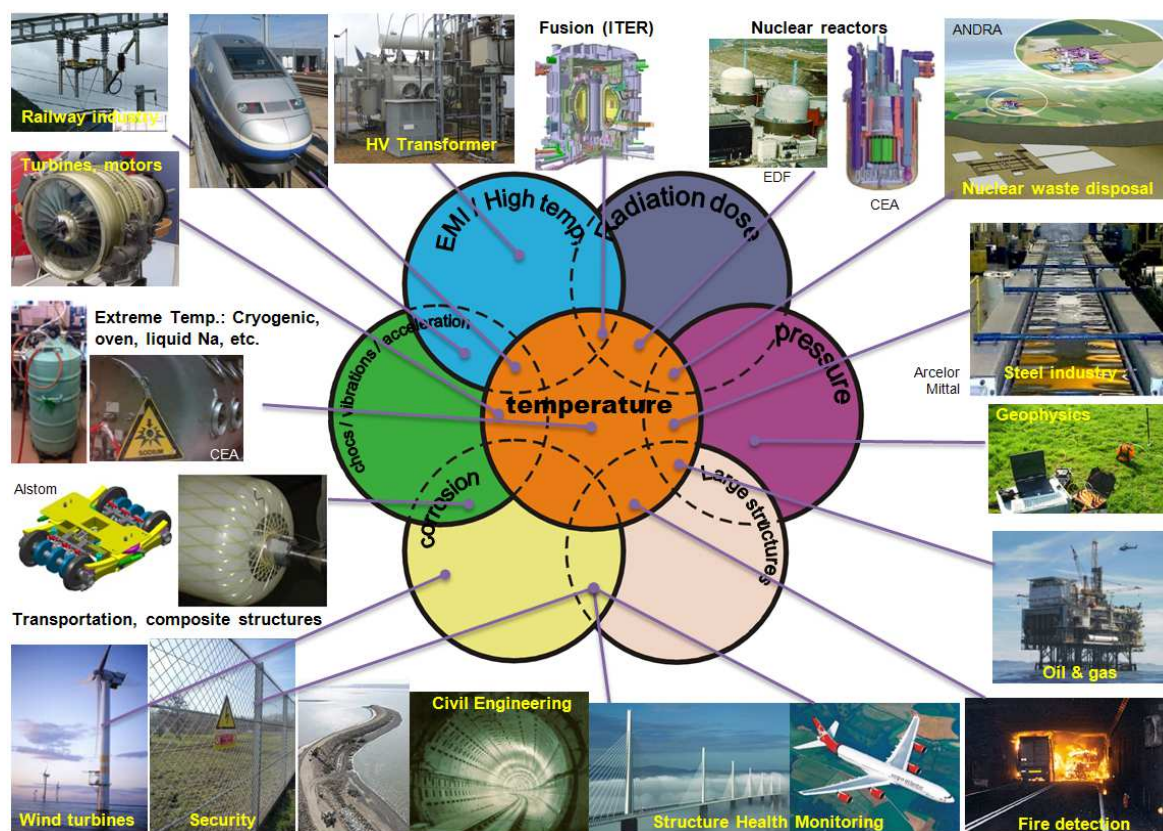 Fusion (ITER)
Nuclear reactors
ANDRA
Railway industry
HV Transformer
EDF
CEA
Nuclear waste disposal
Turbines, motors
EMI / High temp.
Radiation dose
Extreme Temp.: Cryogenic,
oven, liquid Na, etc.
SODIUM
CEA
chocs / vibrations / acceleration
temperature
pressure
Arcelor
Mittal
Steel industry
Geophysics
Alstom
corrosion
Large structures
Transportation, composite structures
Oil & gas
Civil Engineering
Wind turbines
Security
Structure Health Monitoring
Fire detection